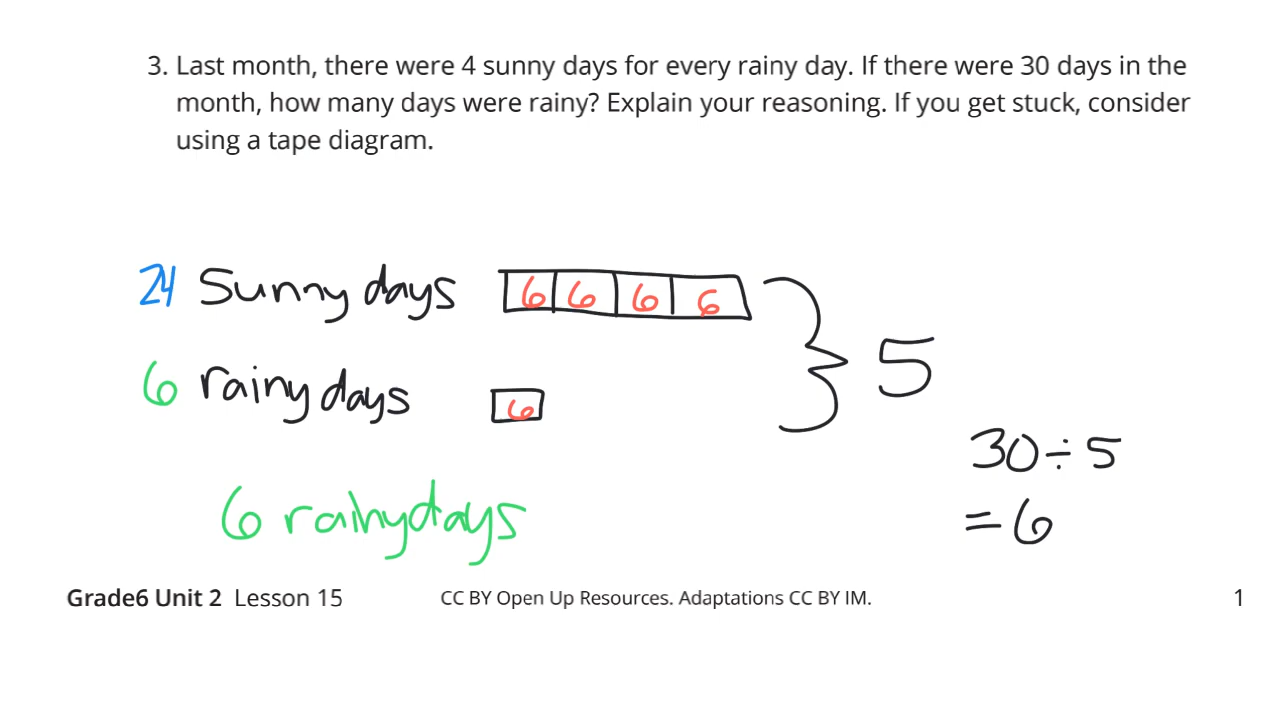 3. Last month, there were 4 sunny days for every rainy day. If there were 30 days in the
month, how many days were rainy? Explain your reasoning. If you get stuck, consider
using a tape diagram.
24 Sunny days 6 6 6 6
6 rainy days 6
5
30 ÷ 5
= 6
6 rainy days
Grade6 Unit 2 Lesson 15 CC BY Open Up Resources. Adaptations CC BY IM. 1